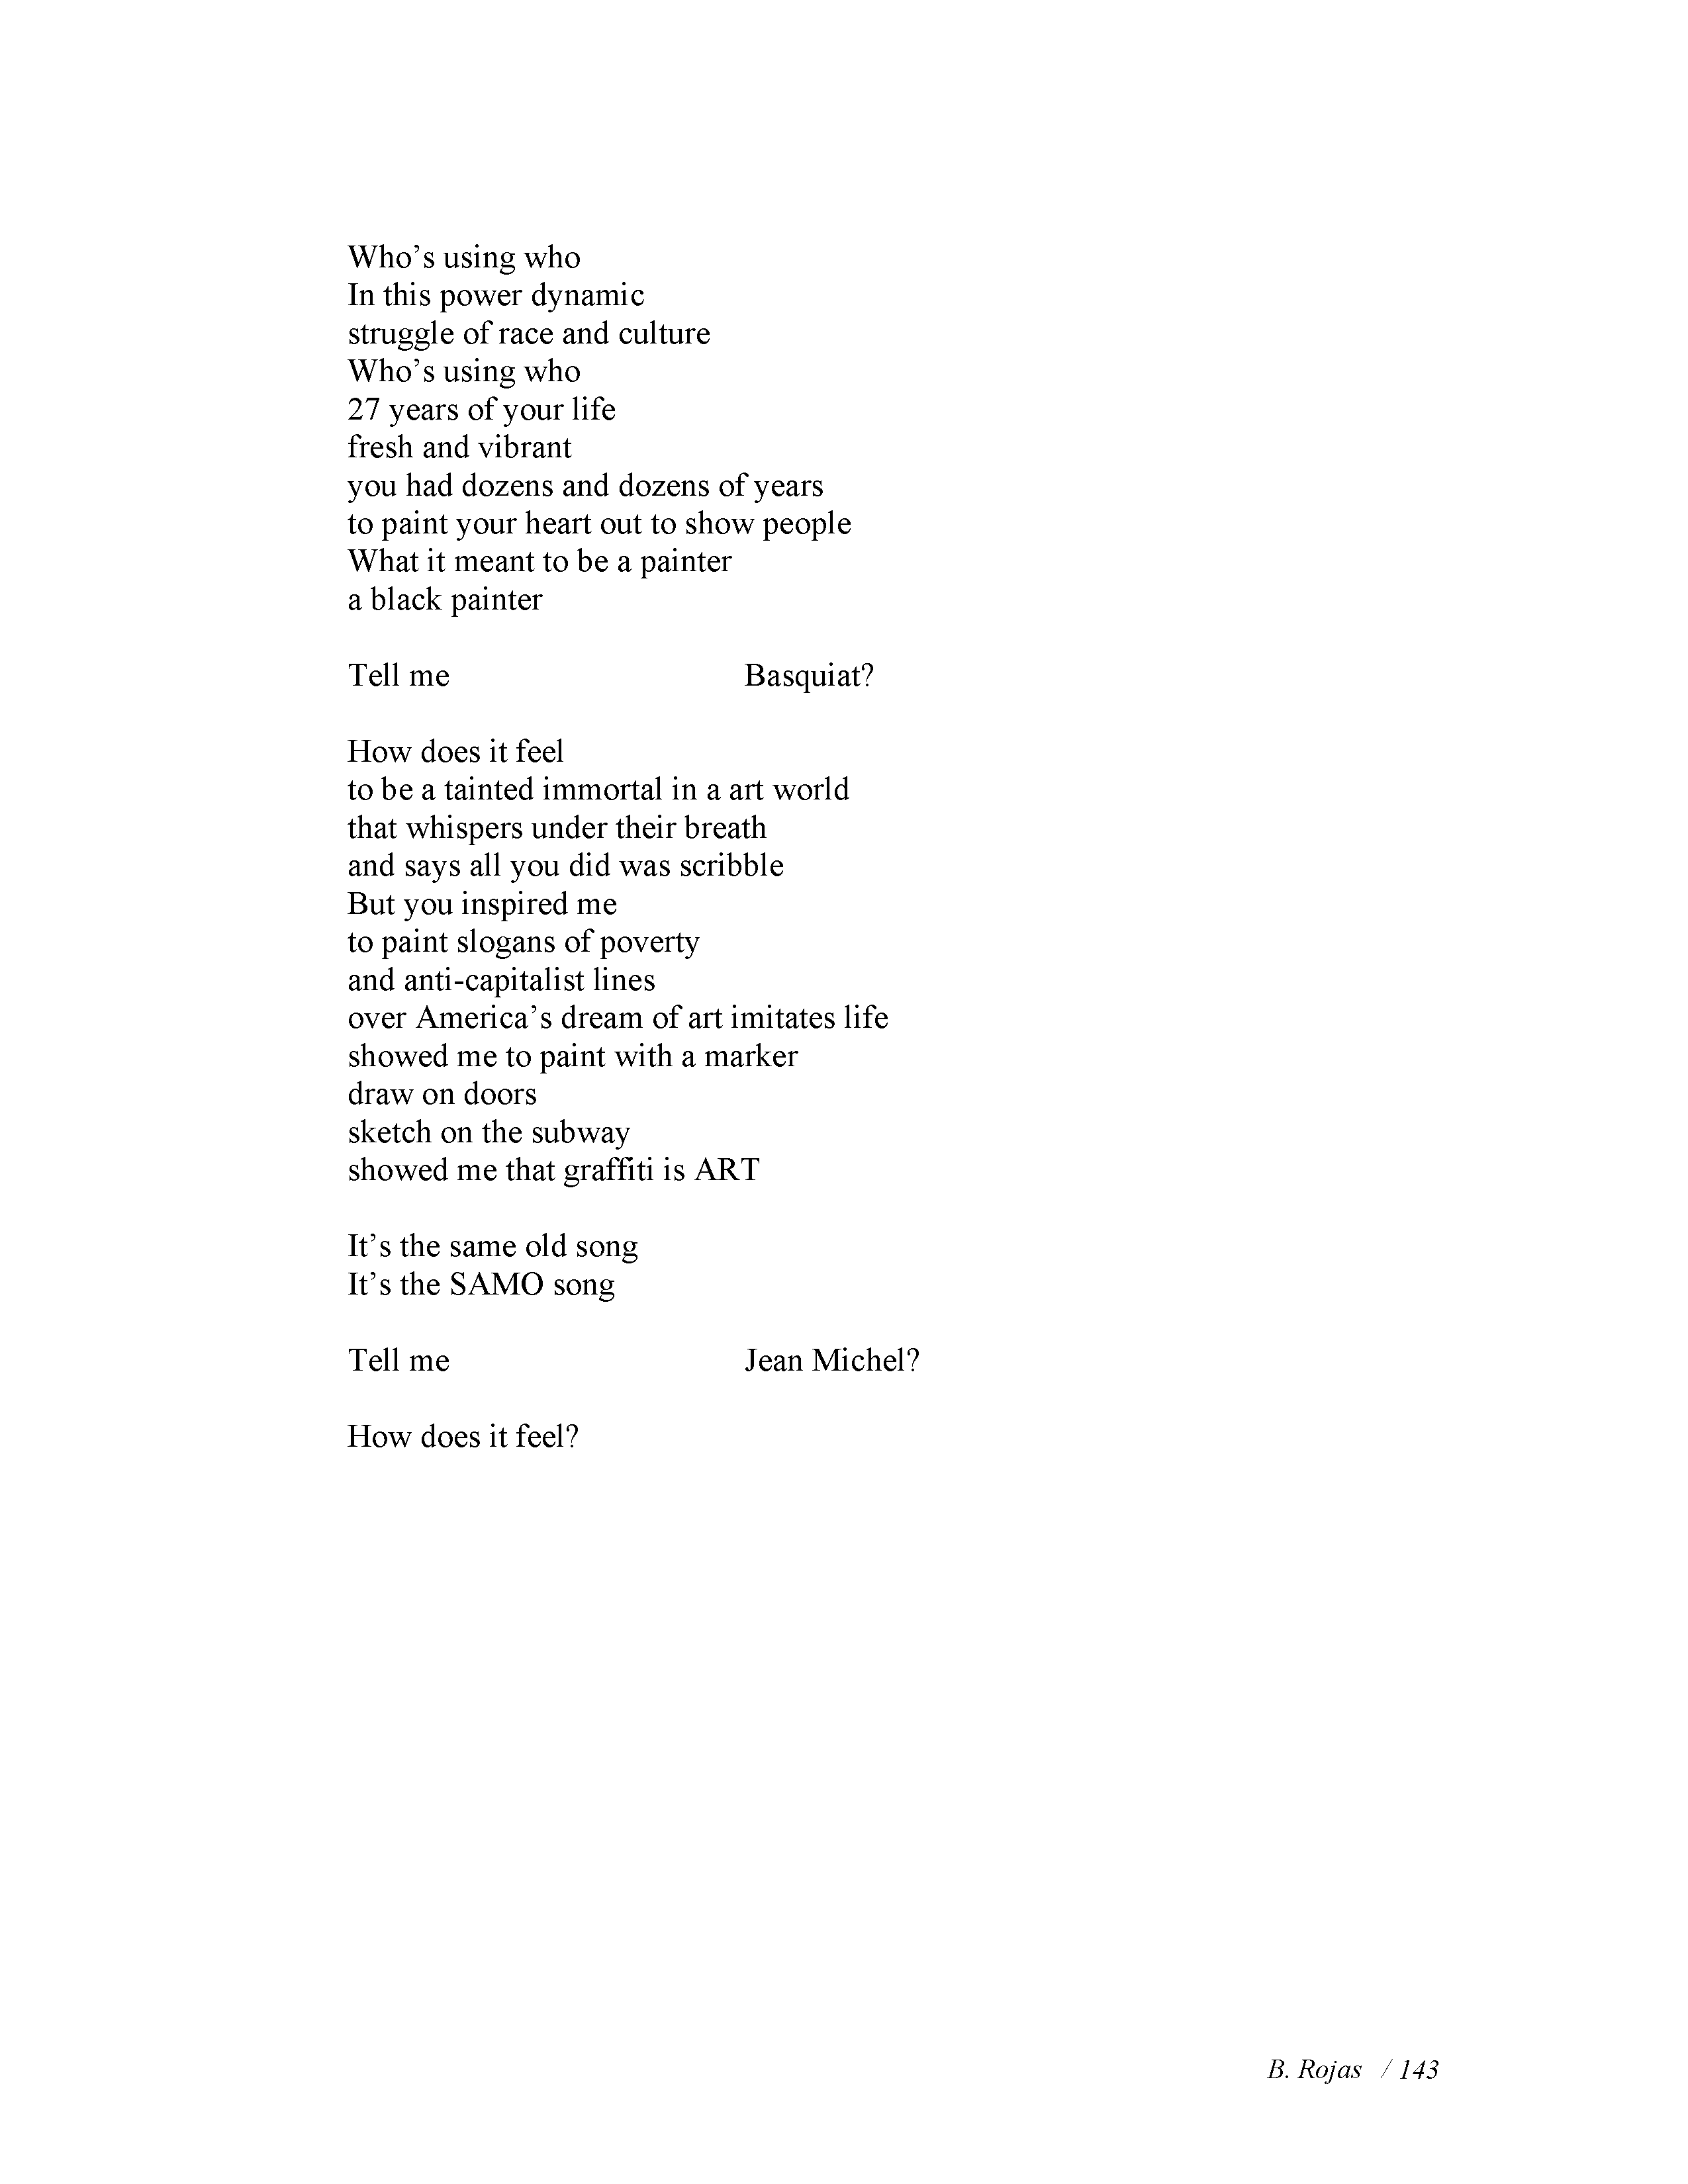 Who’s using who
In this power dynamic
struggle of race and culture
Who’s using who
27 years of your life
fresh and vibrant
you had dozens and dozens of years
to paint your heart out to show people
What it meant to be a painter
a black painter
Tell me Basquiat?
How does it feel
to be a tainted immortal in a art world
that whispers under their breath
and says all you did was scribble
But you inspired me
to paint slogans of poverty
and anti-capitalist lines
over America’s dream of art imitates life
showed me to paint with a marker
draw on doors
sketch on the subway
showed me that graffiti is ART
It’s the same old song
It’s the SAMO song
Tell me Jean Michel?
How does it feel?
B. Rojas / 143